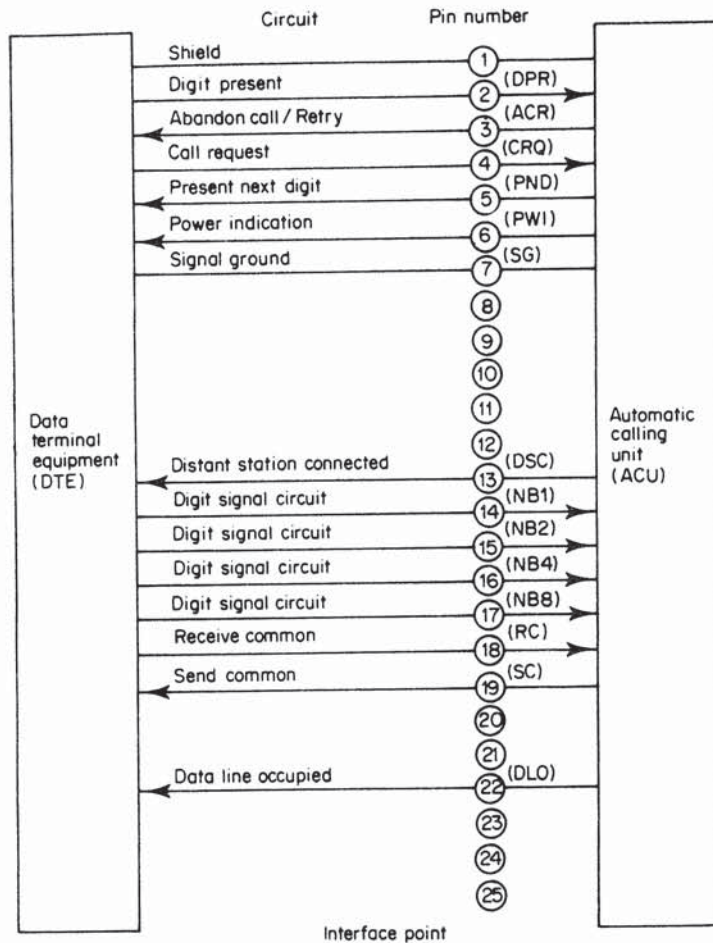 Circuit Pin number
Shield 1
Digit present 2 (DPR)
Abandon call / Retry 3 (ACR)
Call request 4 (CRQ)
Present next digit 5 (PND)
Power indication 6 (PWI)
Signal ground 7 (SG)
8
9
10
11
12
Data
terminal
equipment
(DTE)
Automatic
calling
unit
(ACU)
Distant station connected 13 (DSC)
Digit signal circuit 14 (NB1)
Digit signal circuit 15 (NB2)
Digit signal circuit 16 (NB4)
Digit signal circuit 17 (NB8)
Receive common 18 (RC)
Send common 19 (SC)
20
21
Data line occupied 22 (DLO)
23
24
25
Interface point